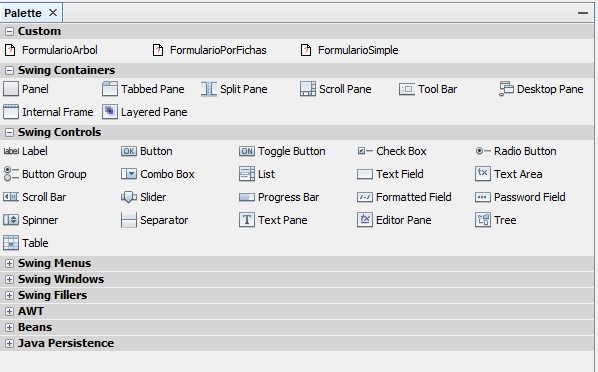 Palette
Custom
FormularioArbol FormularioPorFichas FormularioSimple
Swing Containers
Panel Tabbed Pane Split Pane Scroll Pane Tool Bar Desktop Pane
Internal Frame Layered Pane
Swing Controls
label Label OK Button ON Toggle Button Check Box Radio Button
Button Group Combo Box List Text Field tx Text Area
Scroll Bar Slider Progress Bar Formatted Field Password Field
Spinner Separator T Text Pane Editor Pane Tree
Table
Swing Menus
Swing Windows
Swing Fillers
AWT
Beans
Java Persistence